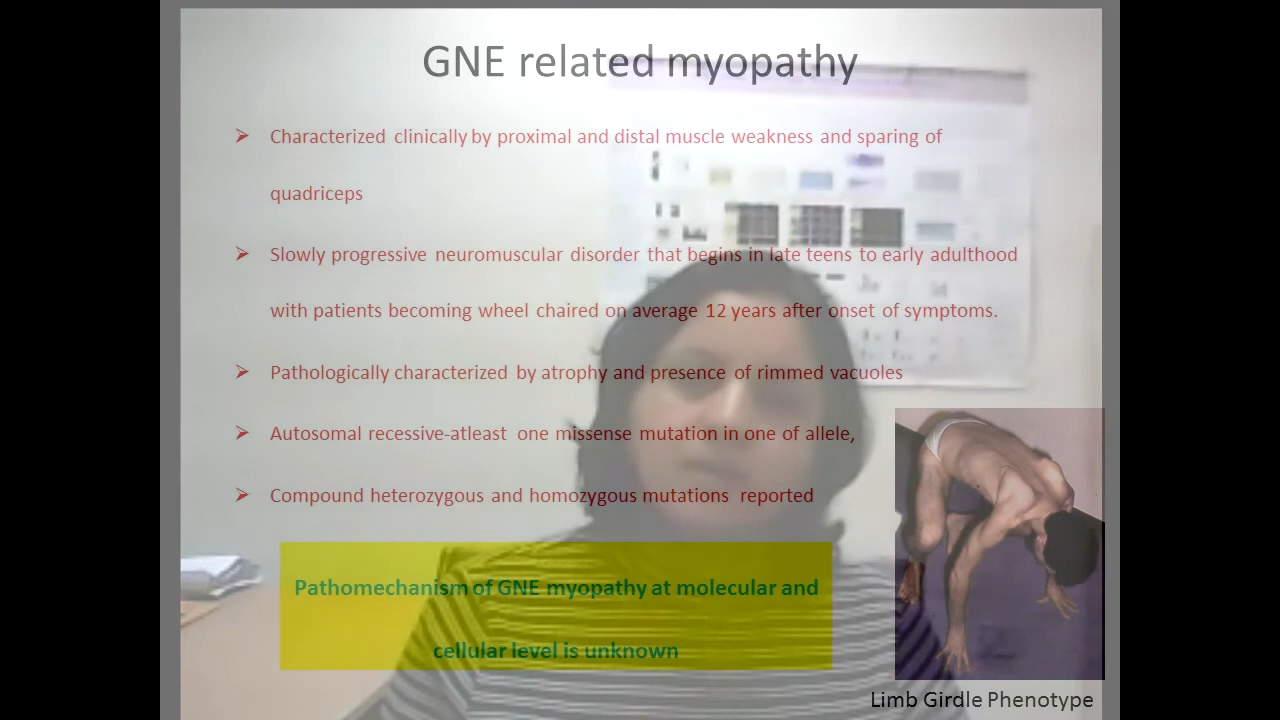 GNE related myopathy
Characterized clinically by proximal and distal muscle weakness and sparing of
quadriceps
Slowly progressive neuromuscular disorder that begins in late teens to early adulthood
with patients becoming wheel chaired on average 12 years after onset of symptoms.
Pathologically characterized by atrophy and presence of rimmed vacuoles
Autosomal recessive-atleast one missense mutation in one of allele,
Compound heterozygous and homozygous mutations reported
Pathomechanism of GNE myopathy at molecular and
cellular level is unknown
Limb Girdle Phenotype